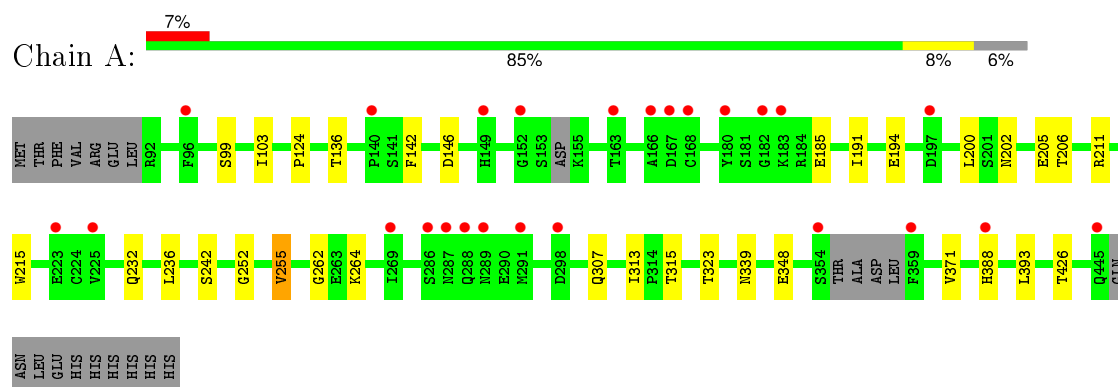 7%
Chain A:
85% 8% 6%
MET THR PHE VAL ARG GLU LEU R92 F96 S99 I103 P124 T136 P140 S141 F142 D146 H149 G152 S153 ASP K155 T163 A166 D167 C168 Y180 S181 G182 K183 R184 E185 I191 E194 D197 L200 S201 N202 E205 T206 R211
W215 E223 C224 V225 Q232 L236 S242 G252 V255 G262 E263 K264 I269 S286 N287 Q288 N289 E290 M291 D298 Q307 I313 P314 T315 T323 N339 E348 S354 THR ALA ASP LEU F359 V371 H388 L393 T426 Q445 GLN
ASN LEU GLU HIS HIS HIS HIS HIS HIS